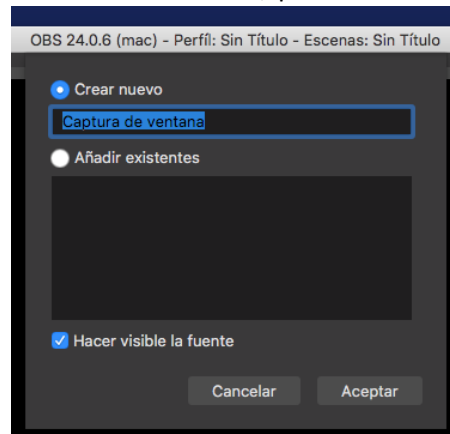 OBS 24.0.6 (mac) - Perfíl: Sin Título - Escenas: Sin Título
Crear nuevo
Captura de ventana
Añadir existentes
Hacer visible la fuente
Cancelar Aceptar